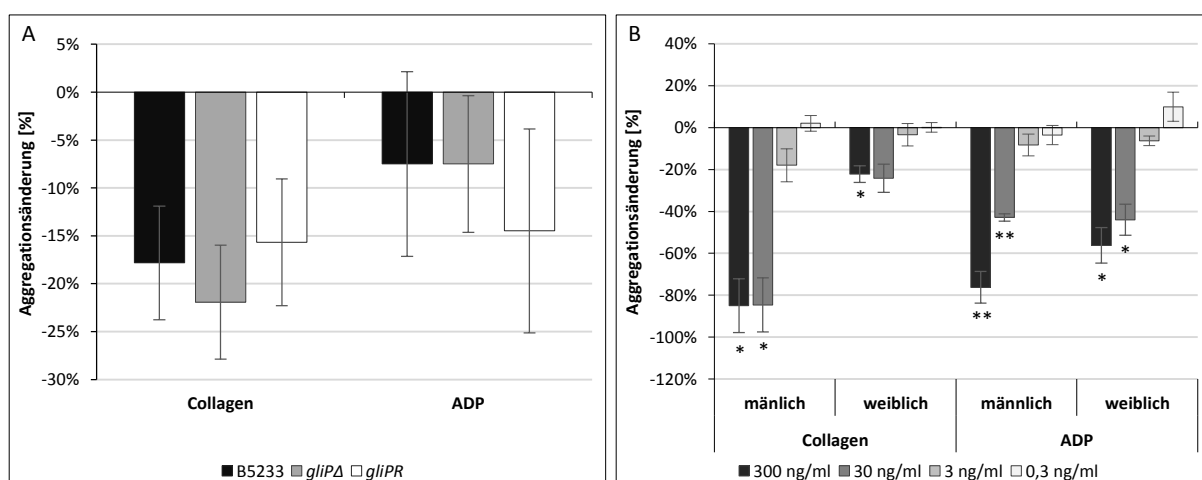 A
Aggregationsänderung [%]
5%
0%
-5%
-10%
-15%
-20%
-25%
-30%
Collagen ADP
B5233 gliPΔ gliPR
B
Aggregationsänderung [%]
40%
20%
0%
-20%
-40%
-60%
-80%
-100%
-120%
* * * ** ** * *
mänlich weiblich männlich weiblich
Collagen ADP
300 ng/ml 30 ng/ml 3 ng/ml 0,3 ng/ml